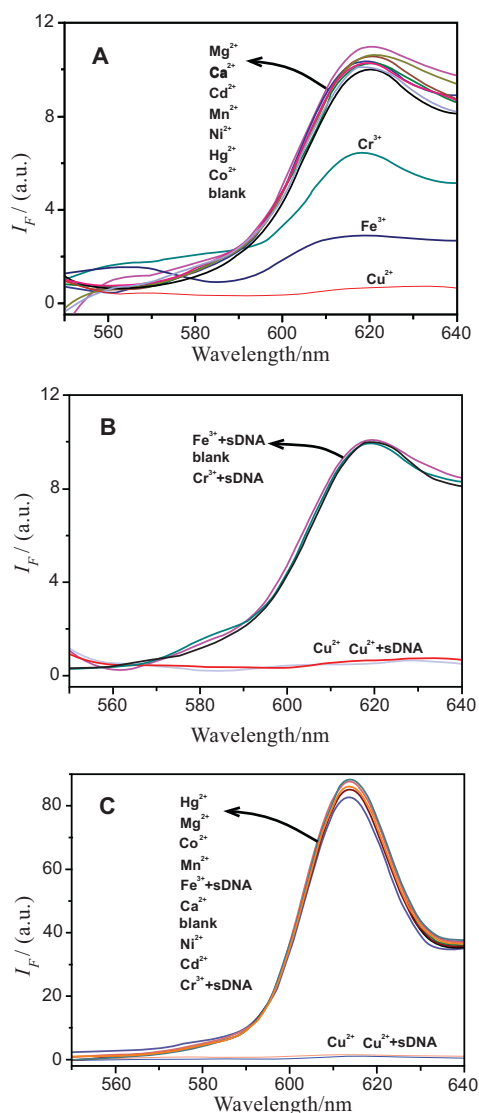 12
A
Mg²⁺
Ca²⁺
Cd²⁺
Mn²⁺
Ni²⁺
Hg²⁺
Co²⁺
blank
8
Cr³⁺
4
Fe³⁺
Cu²⁺
0
I_F / (a.u.)
560 580 600 620 640
Wavelength/nm
12
B
Fe³⁺+sDNA
blank
Cr³⁺+sDNA
8
4
Cu²⁺ Cu²⁺+sDNA
0
I_F / (a.u.)
560 580 600 620 640
Wavelength/nm
C
Hg²⁺
Mg²⁺
Co²⁺
Mn²⁺
Fe³⁺+sDNA
Ca²⁺
blank
Ni²⁺
Cd²⁺
Cr³⁺+sDNA
80
60
40
20
Cu²⁺ Cu²⁺+sDNA
0
I_F / (a.u.)
560 580 600 620 640
Wavelength/nm